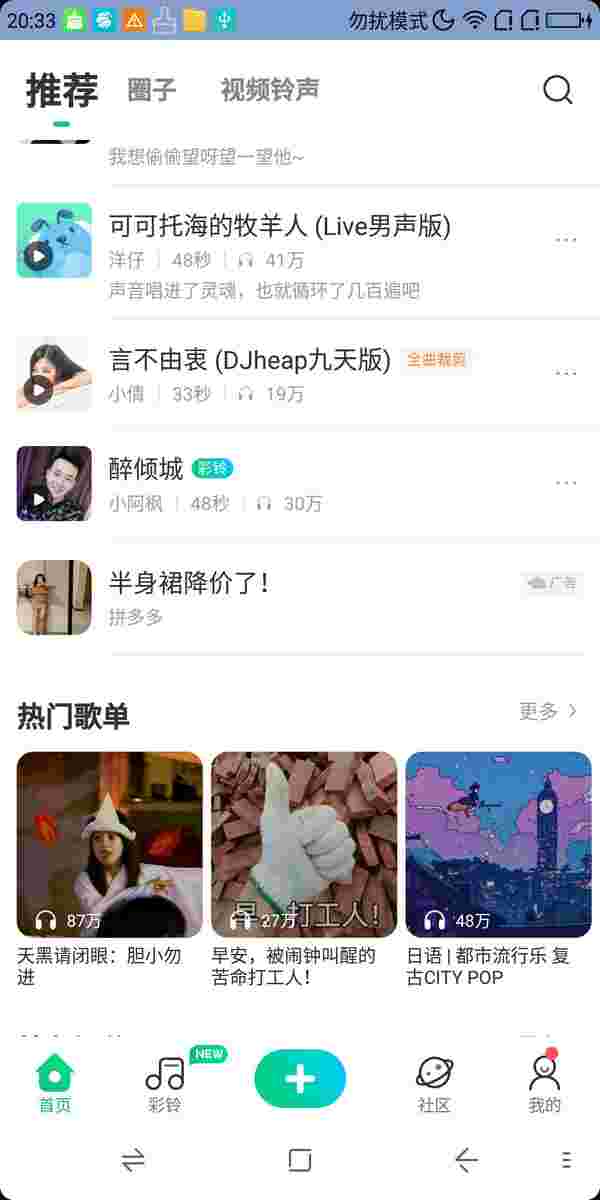 20:33 勿扰模式
推荐 圈子 视频铃声
我想偷偷望呀望一望他~
可可托海的牧羊人 (Live男声版)
洋仔 48秒 41万
声音唱进了灵魂，也就循环了几百遍吧
言不由衷 (DJheap九天版) 全曲裁剪
小倩 33秒 19万
醉倾城 彩铃
小阿枫 48秒 30万
半身裙降价了！ 广告
拼多多
热门歌单 更多
早，打工人！
87万 27万 48万
天黑请闭眼：胆小勿进
早安，被闹钟叫醒的苦命打工人！
日语 | 都市流行乐 复古CITY POP
NEW
首页 彩铃 社区 我的